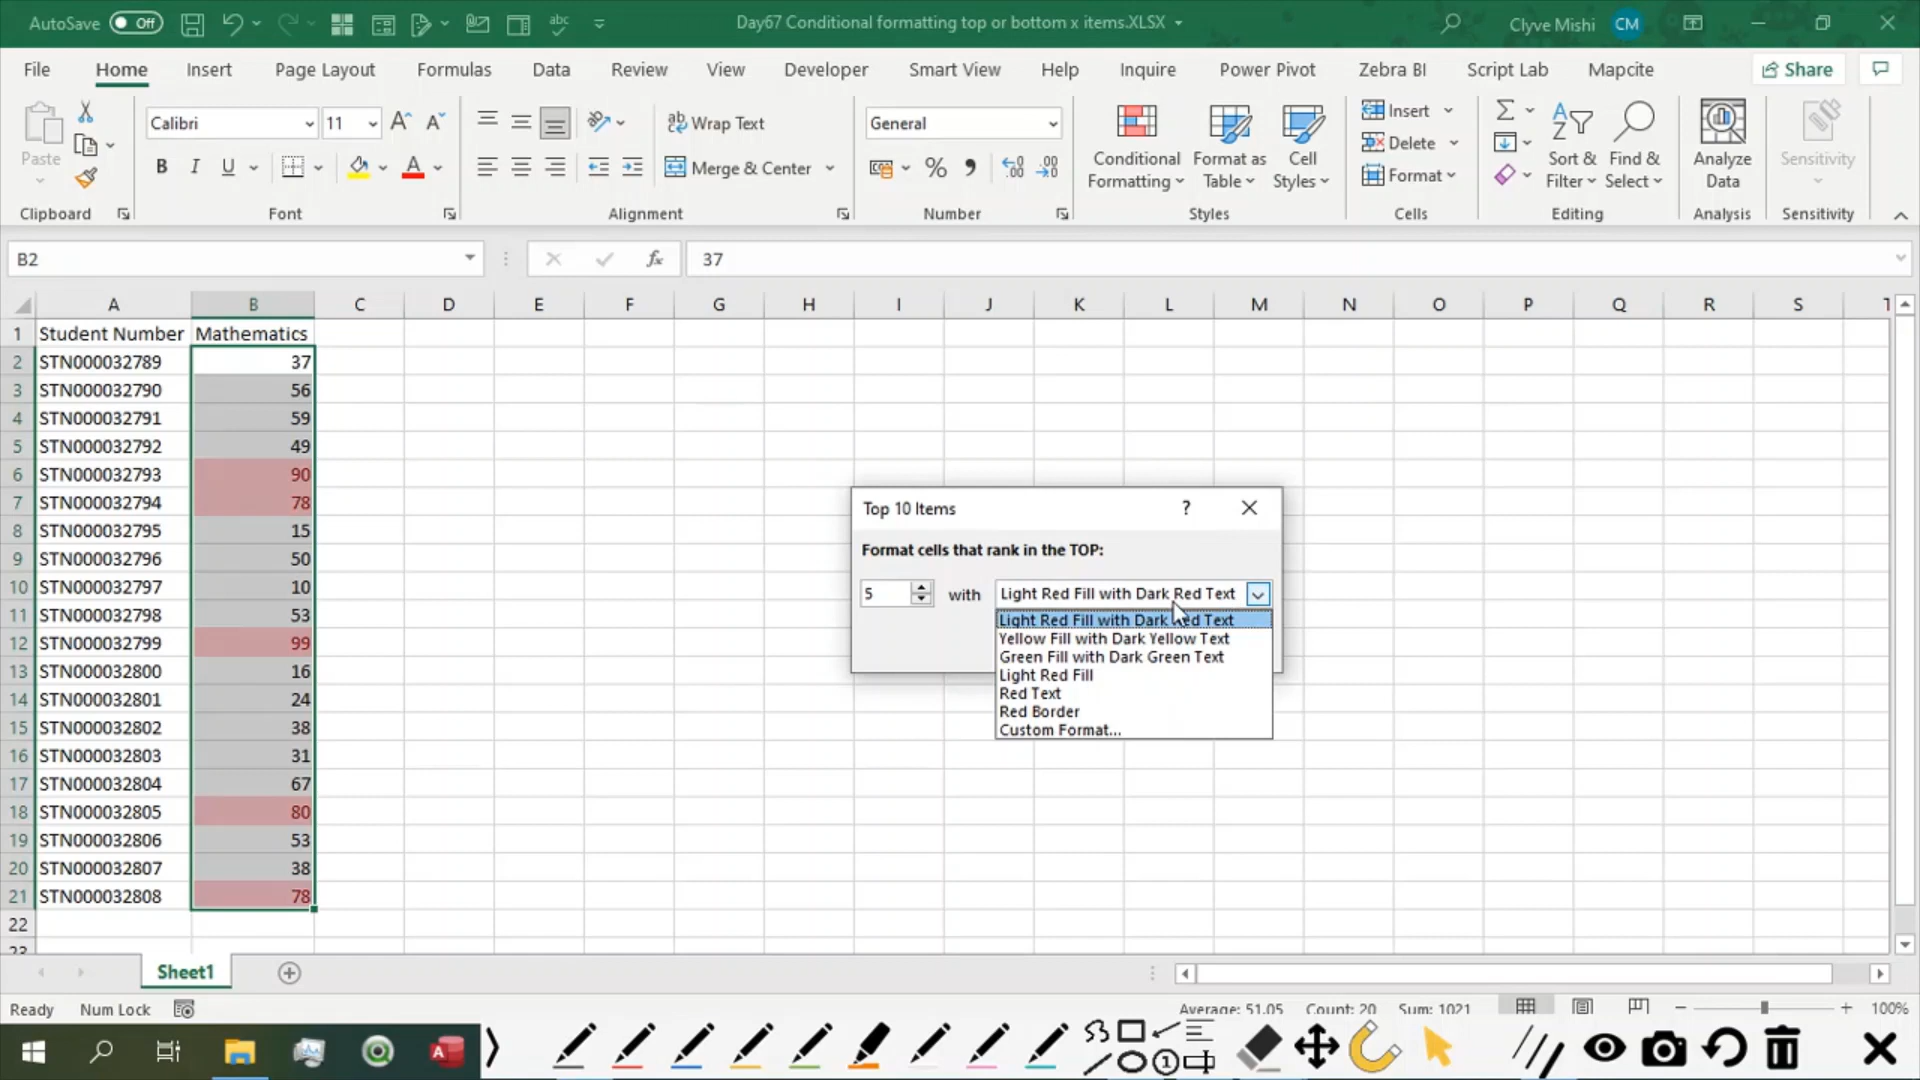 AutoSave Off Day67 Conditional formatting top or bottom x items.XLSX Clyve Mishi CM
File Home Insert Page Layout Formulas Data Review View Developer Smart View Help Inquire Power Pivot Zebra BI Script Lab Mapcite Share
Paste Calibri 11 Wrap Text General Conditional Formatting Format as Table Cell Styles Insert Sort & Filter Find & Select Analyze Data Sensitivity
B I U Merge & Center % Delete
Format
Clipboard Font Alignment Number Styles Cells Editing Analysis Sensitivity
B2 fx 37
A B C D E F G H I J K L M N O P Q R S T
1 Student Number Mathematics
2 STN000032789 37
3 STN000032790 56
4 STN000032791 59
5 STN000032792 49
6 STN000032793 90
7 STN000032794 78
8 STN000032795 15
9 STN000032796 50
10 STN000032797 10
11 STN000032798 53
12 STN000032799 99
13 STN000032800 16
14 STN000032801 24
15 STN000032802 38
16 STN000032803 31
17 STN000032804 67
18 STN000032805 80
19 STN000032806 53
20 STN000032807 38
21 STN000032808 78
22
23
Top 10 Items ?
Format cells that rank in the TOP:
5 with Light Red Fill with Dark Red Text
Light Red Fill with Dark Red Text
Yellow Fill with Dark Yellow Text
Green Fill with Dark Green Text
Light Red Fill
Red Text
Red Border
Custom Format...
Sheet1
Ready Num Lock Average: 51.05 Count: 20 Sum: 1021 100%